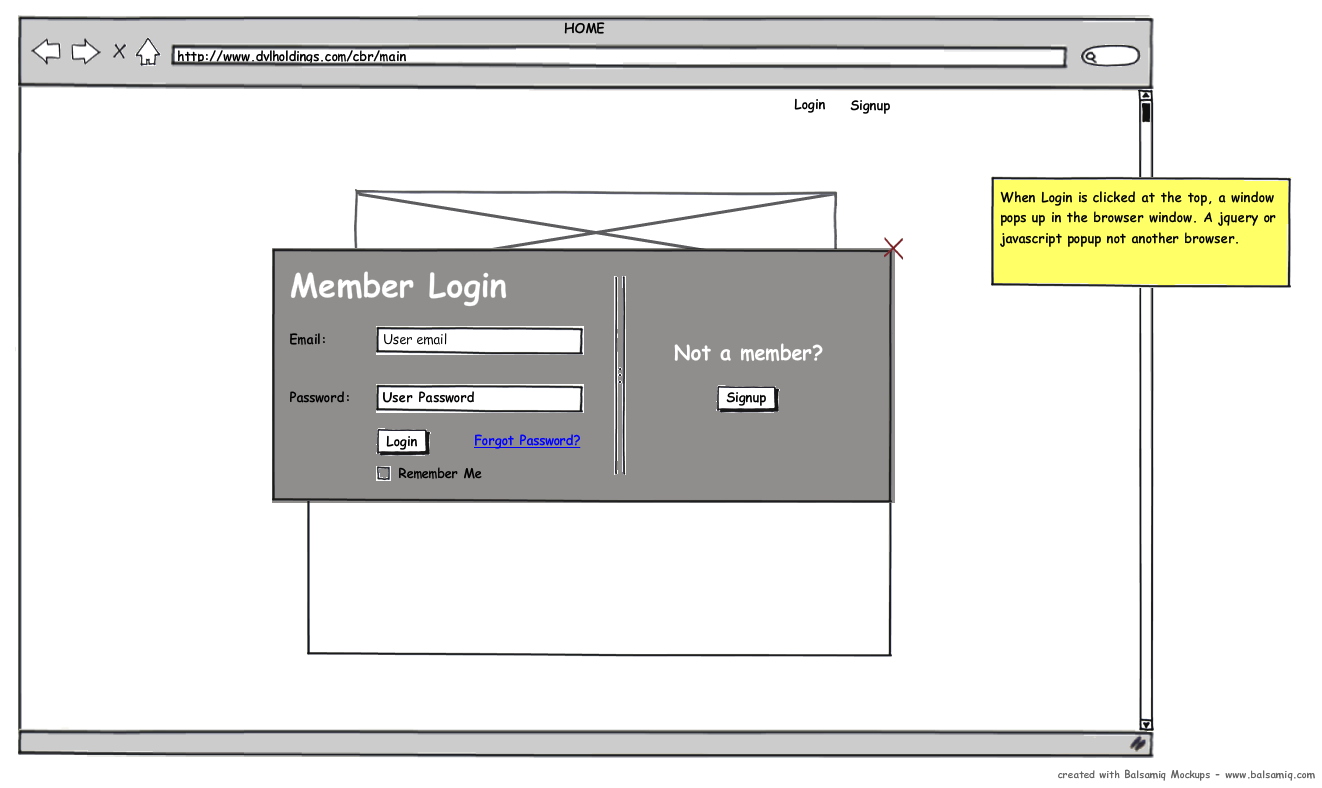 HOME
http://www.dvlholdings.com/cbr/main
Login Signup
When Login is clicked at the top, a window
pops up in the browser window. A jquery or
javascript popup not another browser.
Member Login
Email: User email
Not a member?
Password: User Password
Signup
Login Forgot Password?
Remember Me
created with Balsamiq Mockups - www.balsamiq.com